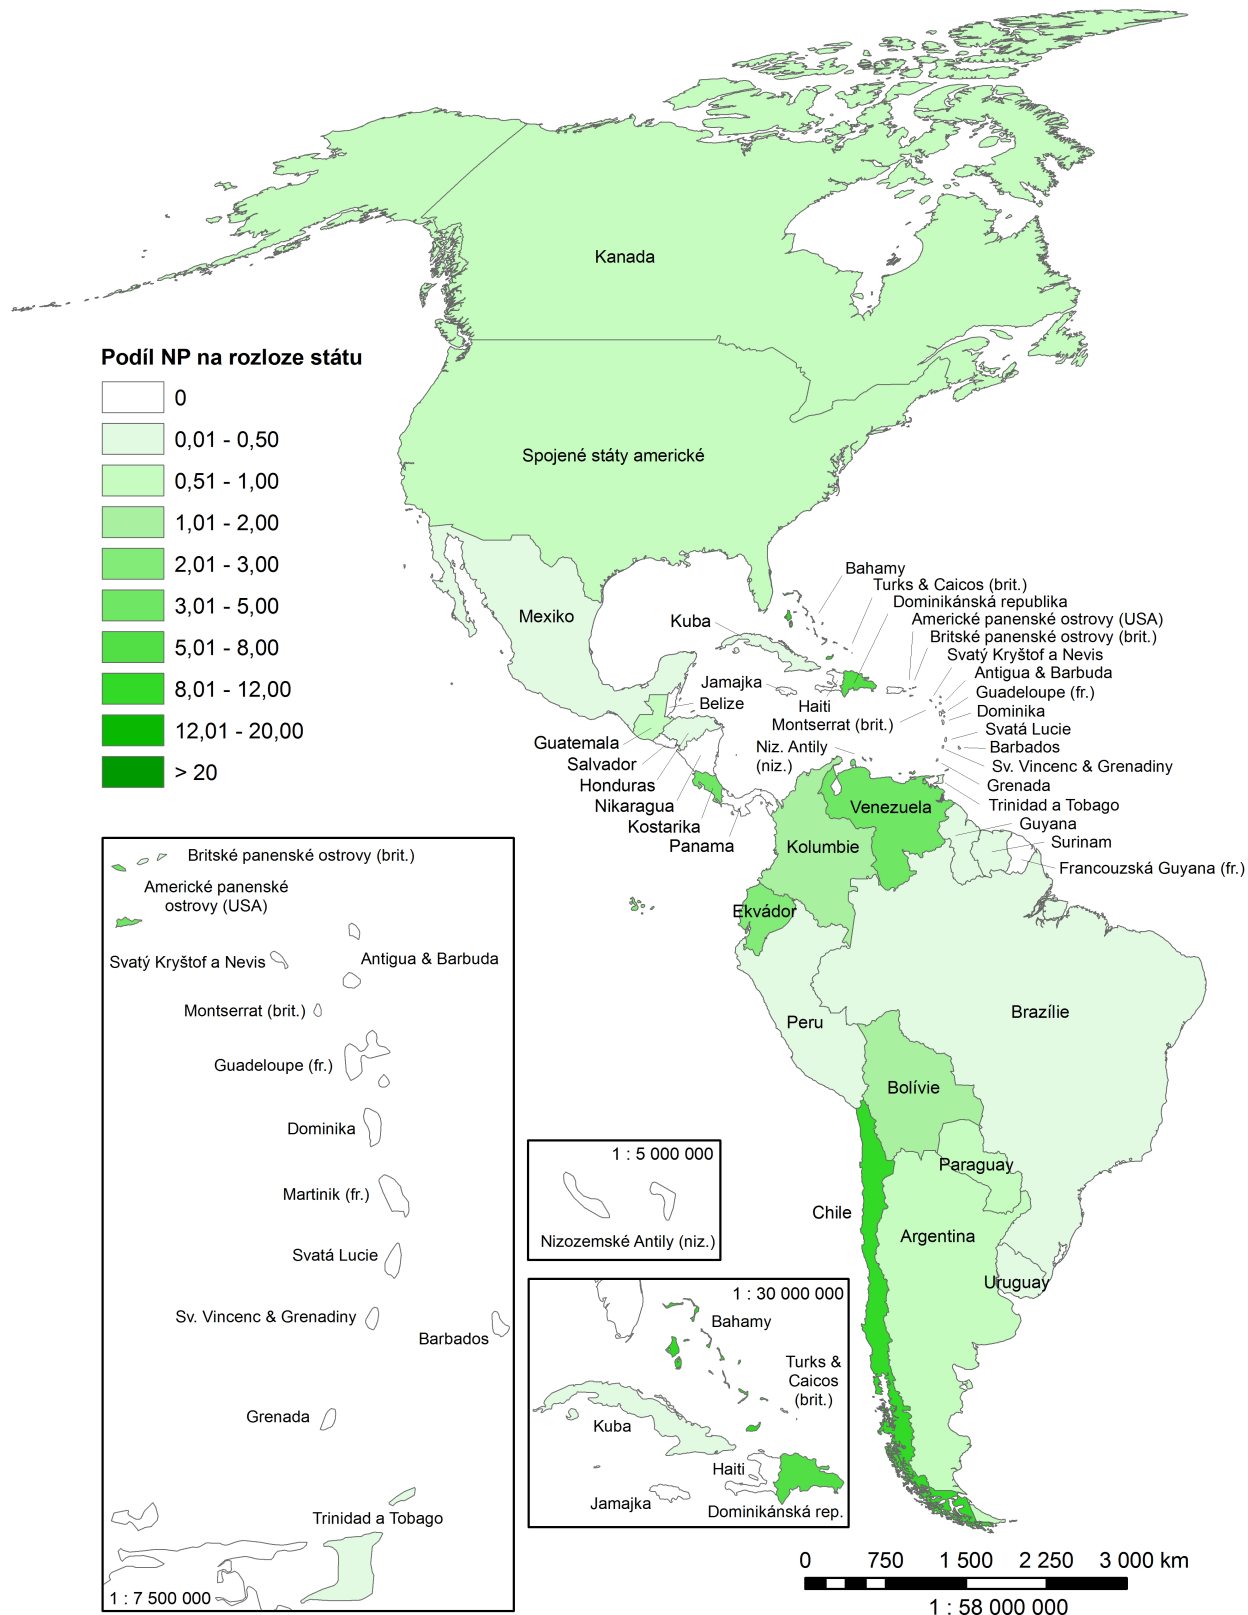 Kanada
Podíl NP na rozloze státu
0
0,01 - 0,50
0,51 - 1,00
1,01 - 2,00
2,01 - 3,00
3,01 - 5,00
5,01 - 8,00
8,01 - 12,00
12,01 - 20,00
> 20
Spojené státy americké
Mexiko
Kuba
Bahamy
Turks & Caicos (brit.)
Dominikánská republika
Americké panenské ostrovy (USA)
Britské panenské ostrovy (brit.)
Svatý Kryštof a Nevis
Antigua & Barbuda
Guadeloupe (fr.)
Dominika
Svatá Lucie
Barbados
Sv. Vincenc & Grenadiny
Grenada
Trinidad a Tobago
Guyana
Surinam
Francouzská Guyana (fr.)
Jamajka
Belize
Haiti
Montserrat (brit.)
Niz. Antily
(niz.)
Guatemala
Salvador
Honduras
Nikaragua
Kostarika
Panama
Venezuela
Kolumbie
Ekvádor
Peru
Brazílie
Bolívie
Paraguay
Chile
Argentina
Uruguay
Britské panenské ostrovy (brit.)
Americké panenské
ostrovy (USA)
Svatý Kryštof a Nevis
Antigua & Barbuda
Montserrat (brit.)
Guadeloupe (fr.)
Dominika
Martinik (fr.)
Svatá Lucie
Sv. Vincenc & Grenadiny
Barbados
Grenada
Trinidad a Tobago
1 : 7 500 000
1 : 5 000 000
Nizozemské Antily (niz.)
1 : 30 000 000
Bahamy
Turks &
Caicos
(brit.)
Kuba
Haiti
Jamajka
Dominikánská rep.
0 750 1 500 2 250 3 000 km
1 : 58 000 000